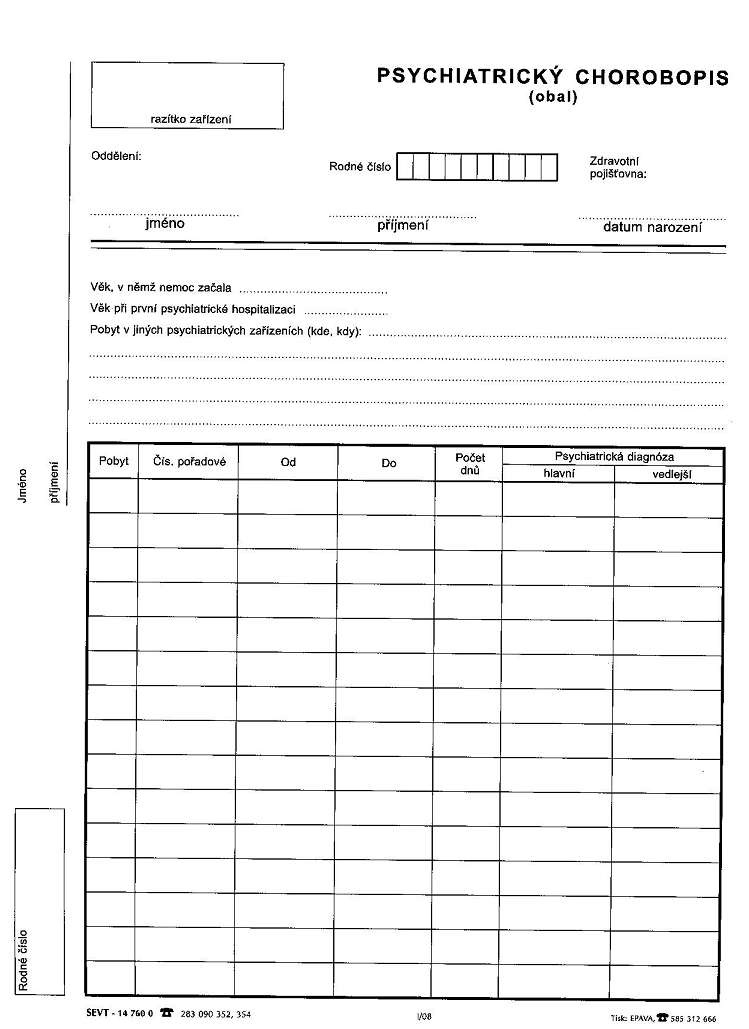 PSYCHIATRICKÝ CHOROBOPIS
(obal)
razítko zařízení
Oddělení:
Rodné číslo
Zdravotní
pojišťovna:
jméno příjmení datum narození
Věk, v němž nemoc začala
Věk při první psychiatrické hospitalizaci
Pobyt v jiných psychiatrických zařízeních (kde, kdy):
Pobyt Čís. pořadové Od Do Počet dnů Psychiatrická diagnóza
hlavní vedlejší
Jméno
příjmení
Rodné číslo
SEVT - 14 760 0 ☎ 283 090 352, 354 I/08 Tisk: EPAVA, ☎ 585 312 666